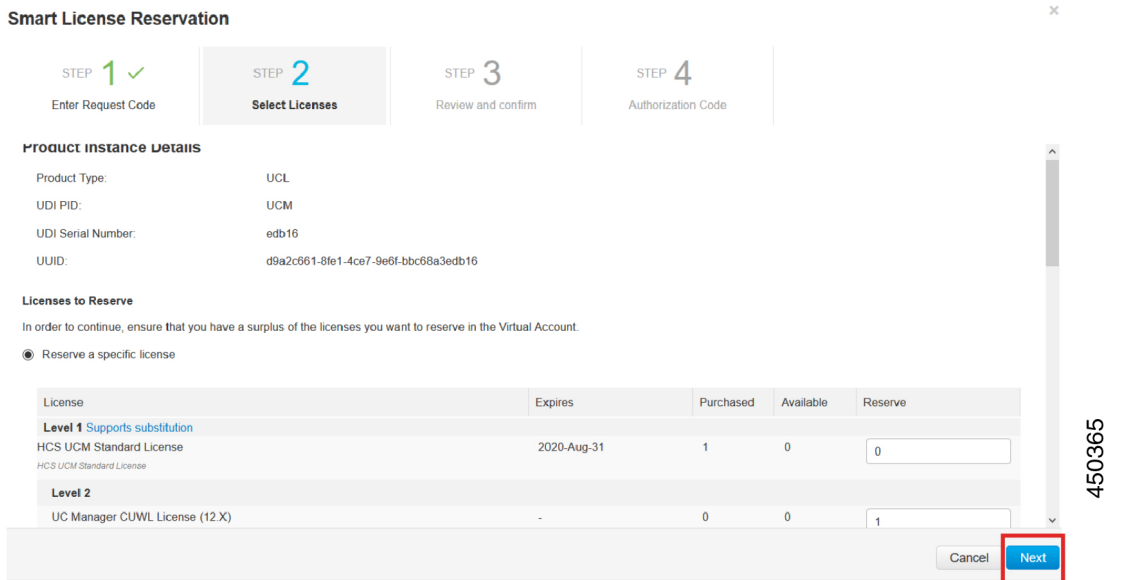 Smart License Reservation
×
STEP 1 ✓
Enter Request Code
STEP 2
Select Licenses
STEP 3
Review and confirm
STEP 4
Authorization Code
Product Instance Details
Product Type: UCL
UDI PID: UCM
UDI Serial Number: edb16
UUID: d9a2c661-8fe1-4ce7-9e6f-bbc68a3edb16
Licenses to Reserve
In order to continue, ensure that you have a surplus of the licenses you want to reserve in the Virtual Account.
Reserve a specific license
License Expires Purchased Available Reserve
Level 1 Supports substitution
HCS UCM Standard License 2020-Aug-31 1 0 0
HCS UCM Standard License
Level 2
UC Manager CUWL License (12.X) - 0 0 1
Cancel Next
450365